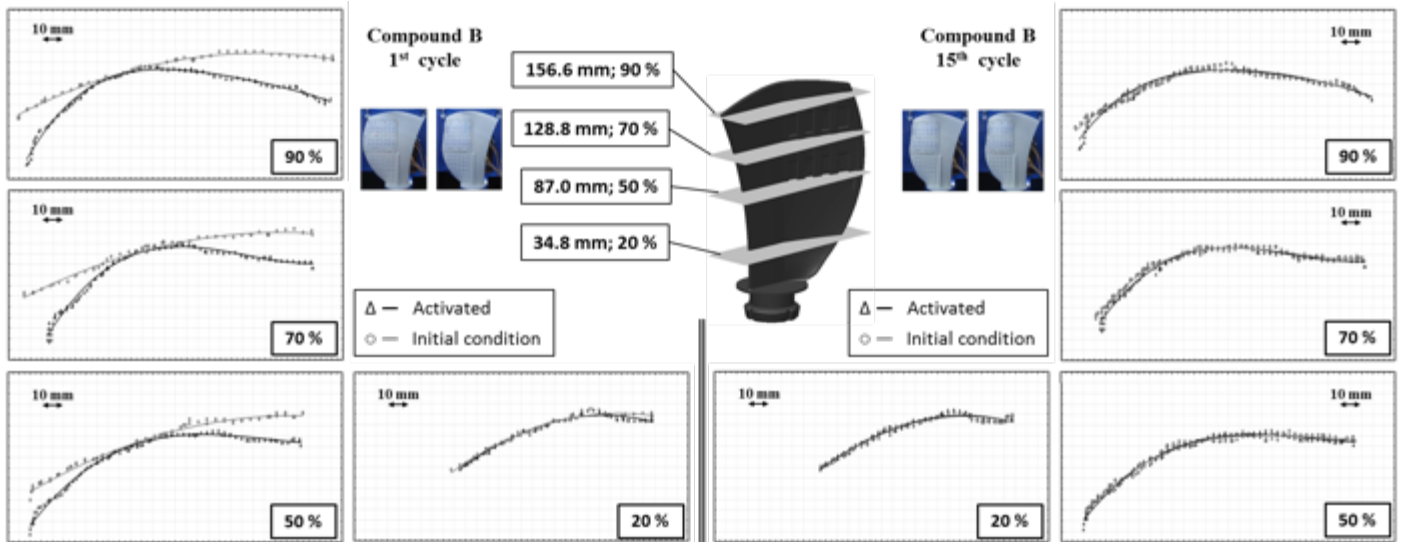 10 mm
90 %
10 mm
70 %
10 mm
50 %
Compound B
1st cycle
156.6 mm; 90 %
128.8 mm; 70 %
87.0 mm; 50 %
34.8 mm; 20 %
Δ — Activated
○ — Initial condition
10 mm
20 %
Compound B
15th cycle
Δ — Activated
○ — Initial condition
10 mm
20 %
10 mm
90 %
10 mm
70 %
10 mm
50 %